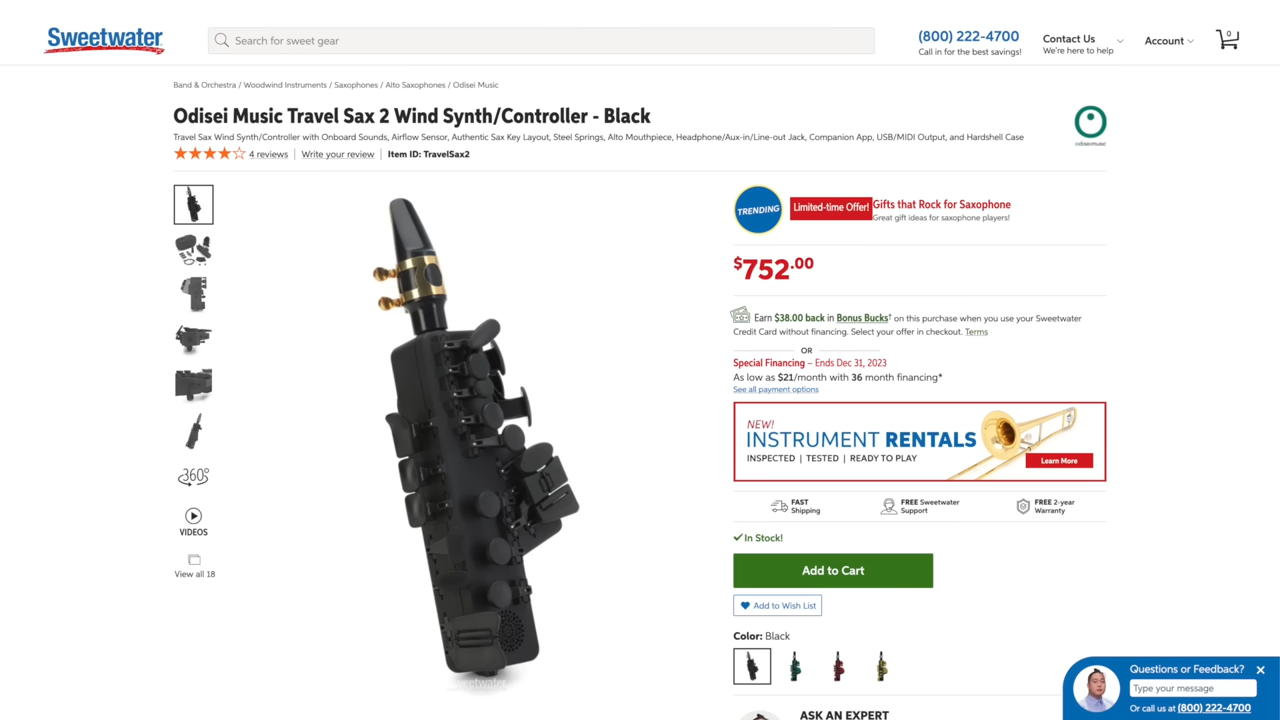 Sweetwater
Search for sweet gear
(800) 222-4700
Call in for the best savings!
Contact Us
We're here to help
Account
0
Band & Orchestra / Woodwind Instruments / Saxophones / Alto Saxophones / Odisei Music
Odisei Music Travel Sax 2 Wind Synth/Controller - Black
Travel Sax Wind Synth/Controller with Onboard Sounds, Airflow Sensor, Authentic Sax Key Layout, Steel Springs, Alto Mouthpiece, Headphone/Aux-in/Line-out Jack, Companion App, USB/MIDI Output, and Hardshell Case
4 reviews | Write your review | Item ID: TravelSax2
odiseimusic
360°
VIDEOS
View all 18
Sweetwater
TRENDING
Limited-time Offer! Gifts that Rock for Saxophone
Great gift ideas for saxophone players!
$752.00
Earn $38.00 back in Bonus Bucks† on this purchase when you use your Sweetwater
Credit Card without financing. Select your offer in checkout. Terms
OR
Special Financing – Ends Dec 31, 2023
As low as $21/month with 36 month financing*
See all payment options
NEW!
INSTRUMENT RENTALS
INSPECTED | TESTED | READY TO PLAY
Learn More
FAST
Shipping
FREE Sweetwater
Support
FREE 2-year
Warranty
In Stock!
Add to Cart
Add to Wish List
Color: Black
ASK AN EXPERT
Questions or Feedback?
Type your message
Or call us at (800) 222-4700